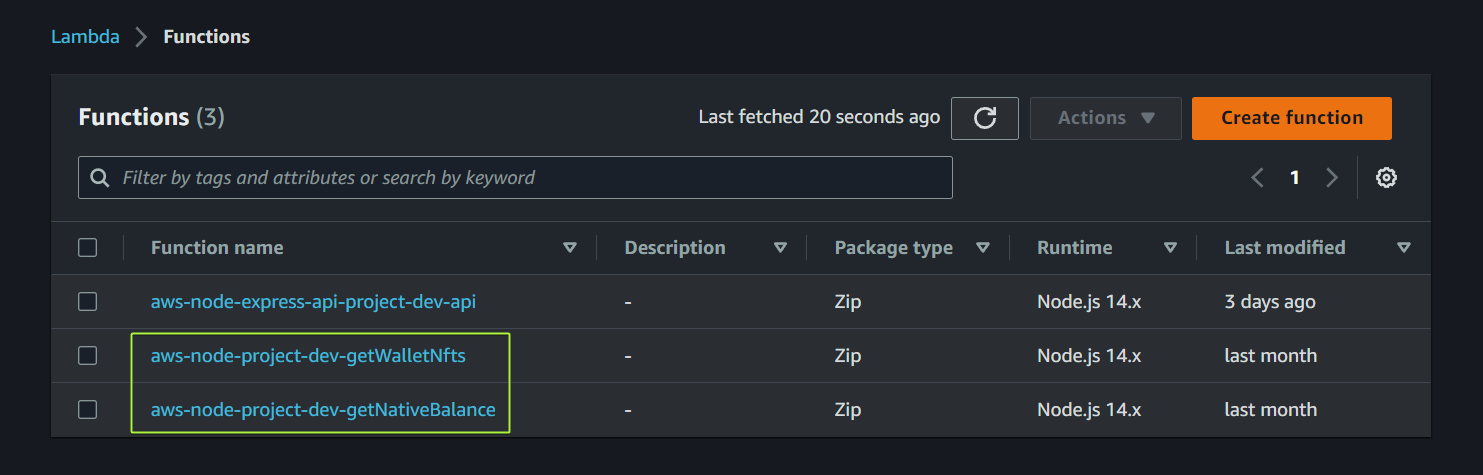 Lambda > Functions
Functions (3) Last fetched 20 seconds ago Actions Create function
Filter by tags and attributes or search by keyword 1
Function name Description Package type Runtime Last modified
aws-node-express-api-project-dev-api - Zip Node.js 14.x 3 days ago
aws-node-project-dev-getWalletNfts - Zip Node.js 14.x last month
aws-node-project-dev-getNativeBalance - Zip Node.js 14.x last month